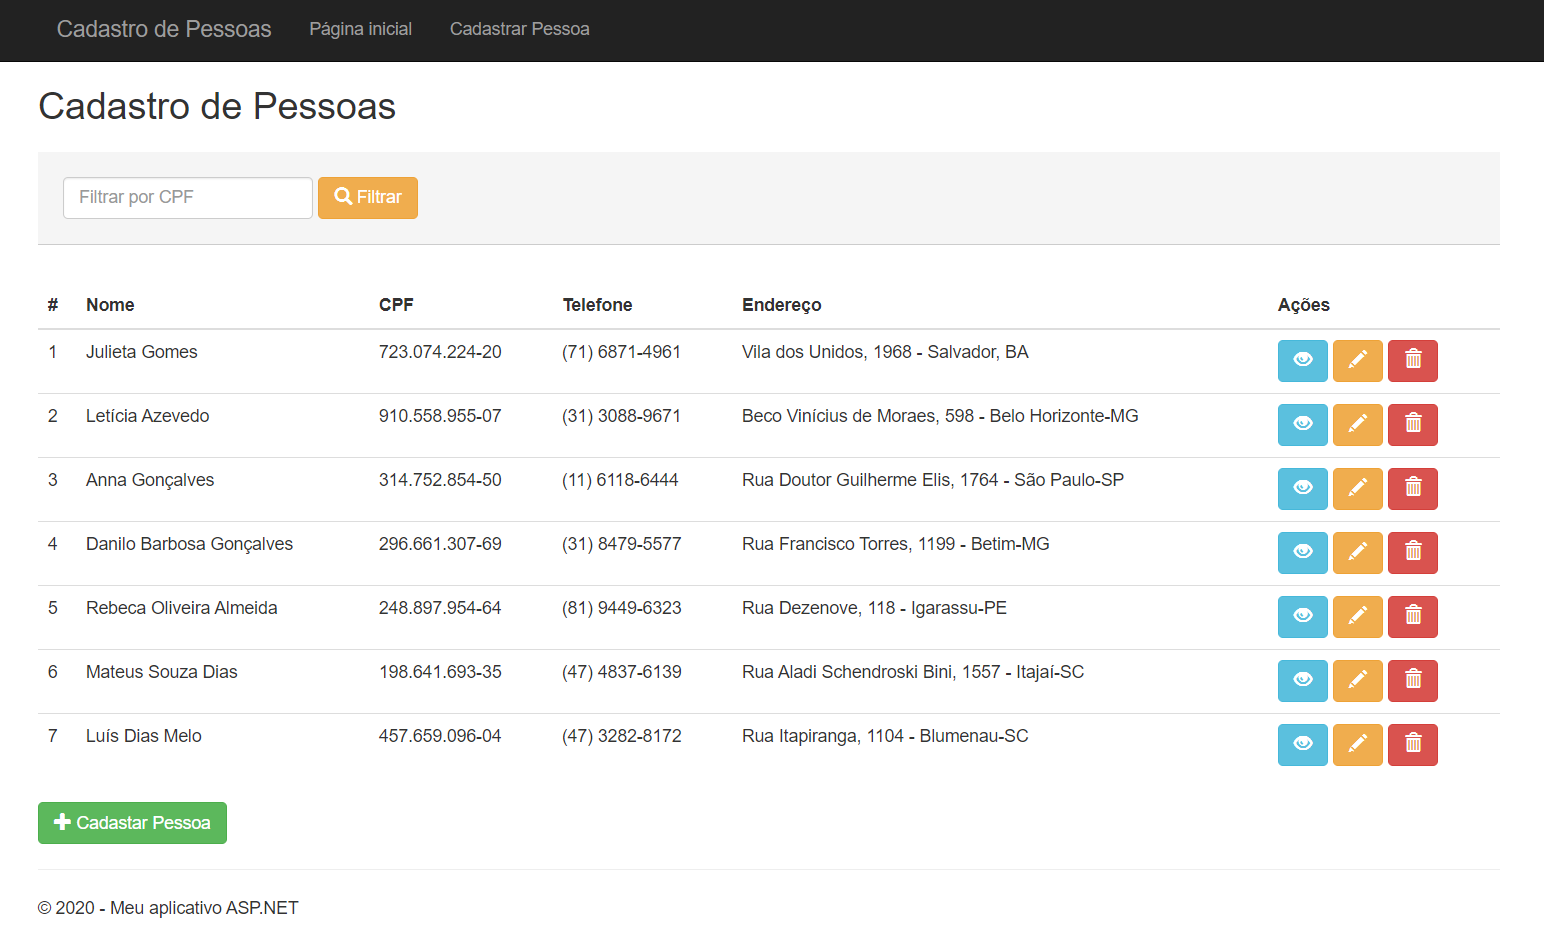 Cadastro de Pessoas Página inicial Cadastrar Pessoa
Cadastro de Pessoas
Filtrar por CPF Filtrar
# Nome CPF Telefone Endereço Ações
1 Julieta Gomes 723.074.224-20 (71) 6871-4961 Vila dos Unidos, 1968 - Salvador, BA
2 Letícia Azevedo 910.558.955-07 (31) 3088-9671 Beco Vinícius de Moraes, 598 - Belo Horizonte-MG
3 Anna Gonçalves 314.752.854-50 (11) 6118-6444 Rua Doutor Guilherme Elis, 1764 - São Paulo-SP
4 Danilo Barbosa Gonçalves 296.661.307-69 (31) 8479-5577 Rua Francisco Torres, 1199 - Betim-MG
5 Rebeca Oliveira Almeida 248.897.954-64 (81) 9449-6323 Rua Dezenove, 118 - Igarassu-PE
6 Mateus Souza Dias 198.641.693-35 (47) 4837-6139 Rua Aladi Schendroski Bini, 1557 - Itajaí-SC
7 Luís Dias Melo 457.659.096-04 (47) 3282-8172 Rua Itapiranga, 1104 - Blumenau-SC
Cadastar Pessoa
© 2020 - Meu aplicativo ASP.NET